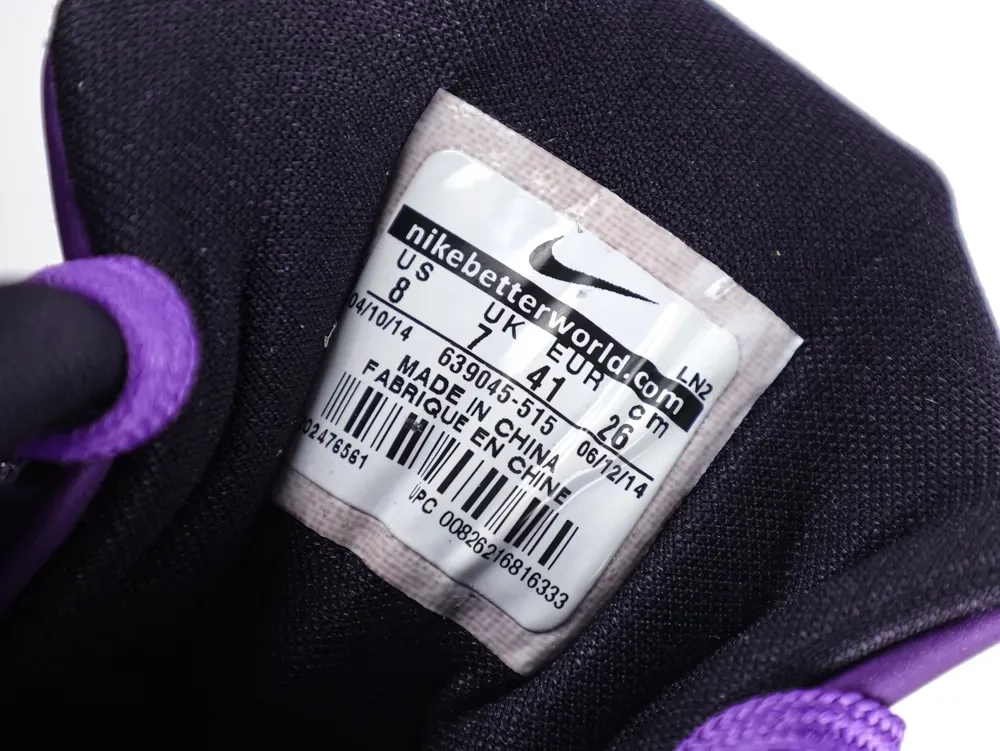 nikebetterworld.com
LN2
US UK EUR cm
8 7 41 26
04/10/14 639045-515 06/12/14
MADE IN CHINA
FABRIQUE EN CHINE
02476561
UPC 00826216816333